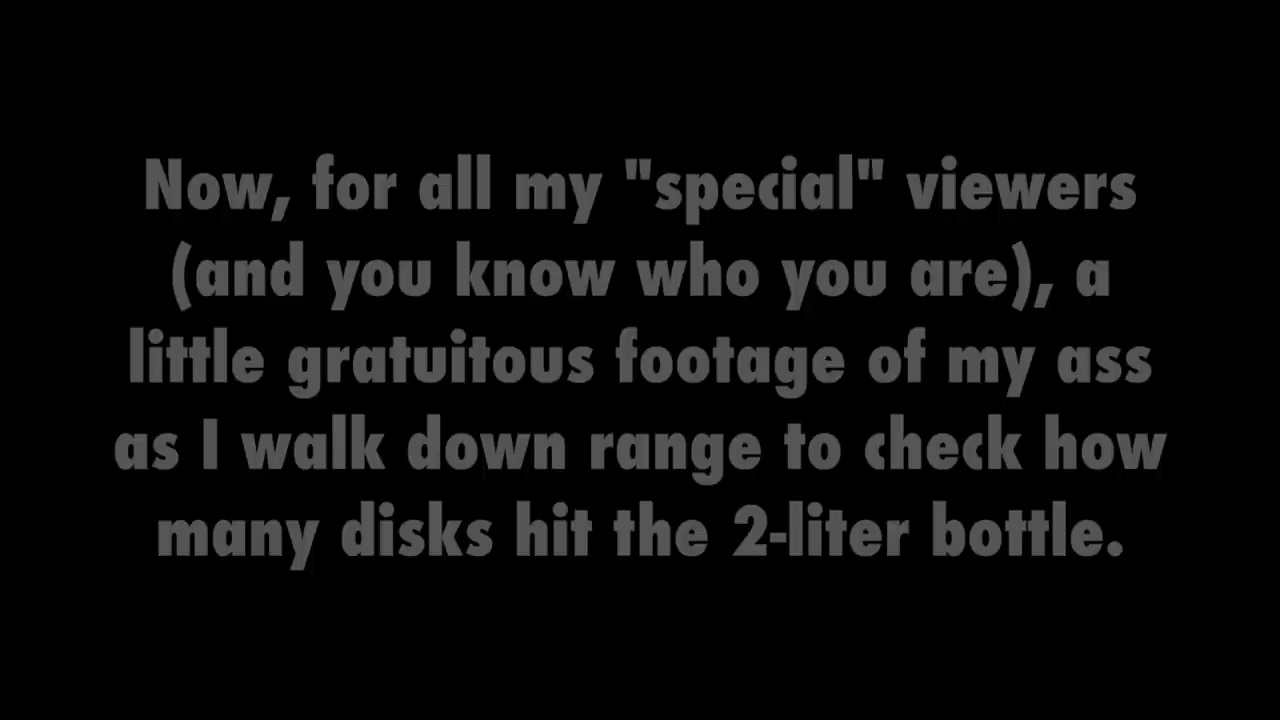 Now, for all my "special" viewers
(and you know who you are), a
little gratuitous footage of my ass
as I walk down range to check how
many disks hit the 2-liter bottle.